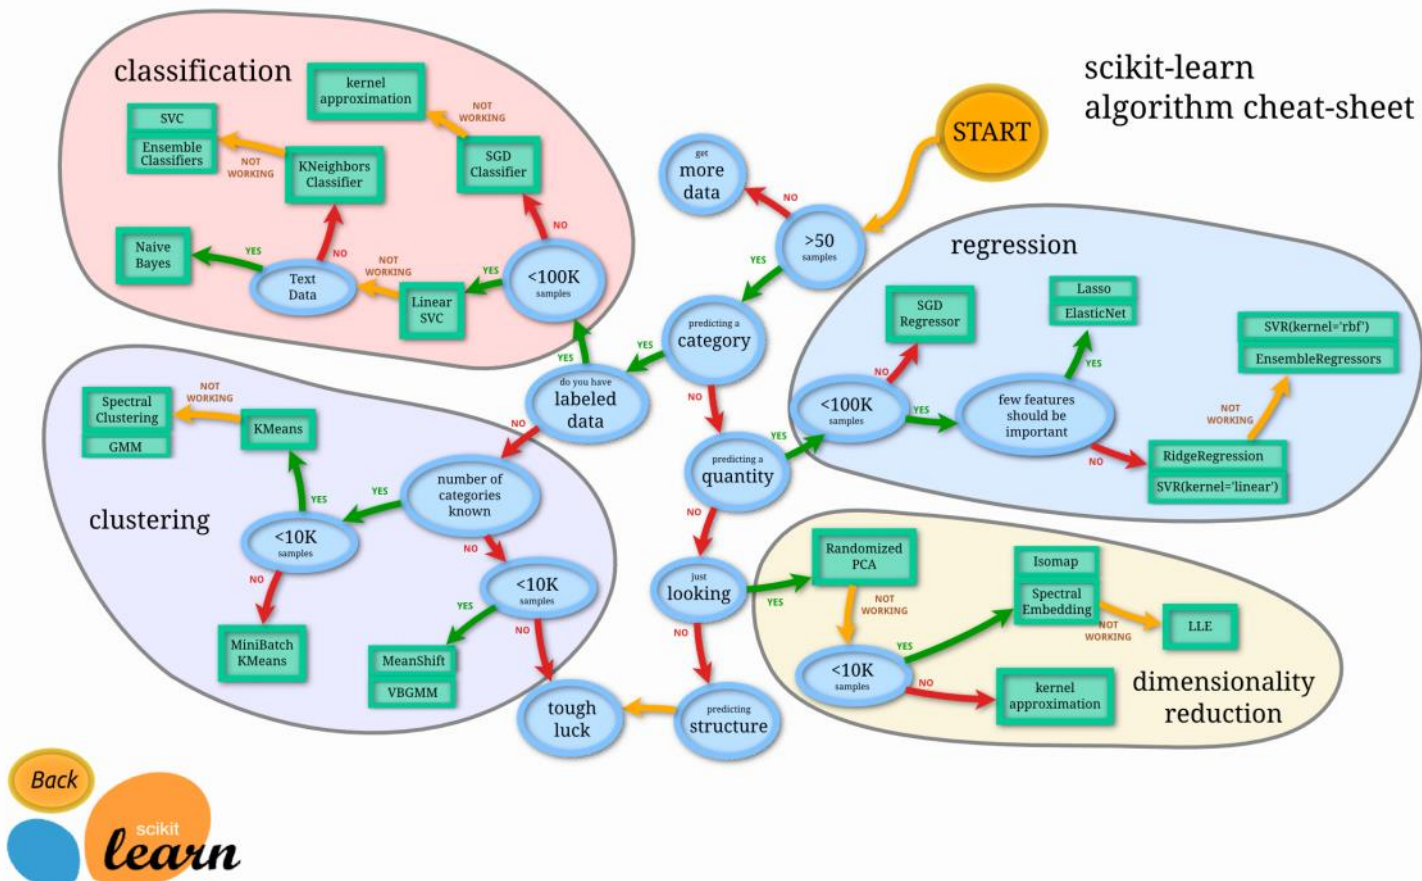 scikit-learn
algorithm cheat-sheet
START
classification
kernel
approximation
NOT
WORKING
SVC
Ensemble
Classifiers
NOT
WORKING
KNeighbors
Classifier
SGD
Classifier
NO
Naive
Bayes
YES
NO
Text
Data
NOT
WORKING
Linear
SVC
YES
<100K
samples
YES
get
more
data
NO
>50
samples
YES
predicting a
category
YES
NO
do you have
labeled
data
NO
predicting a
quantity
YES
NO
just
looking
YES
NO
predicting
structure
tough
luck
regression
SGD
Regressor
NO
Lasso
ElasticNet
YES
SVR(kernel='rbf')
EnsembleRegressors
<100K
samples
YES
few features
should be
important
NOT
WORKING
NO
RidgeRegression
SVR(kernel='linear')
clustering
Spectral
Clustering
GMM
NOT
WORKING
KMeans
YES
number of
categories
known
YES
NO
<10K
samples
NO
MiniBatch
KMeans
<10K
samples
YES
NO
MeanShift
VBGMM
Randomized
PCA
NOT
WORKING
Isomap
Spectral
Embedding
NOT
WORKING
LLE
YES
<10K
samples
NO
kernel
approximation
dimensionality
reduction
Back
scikit
learn